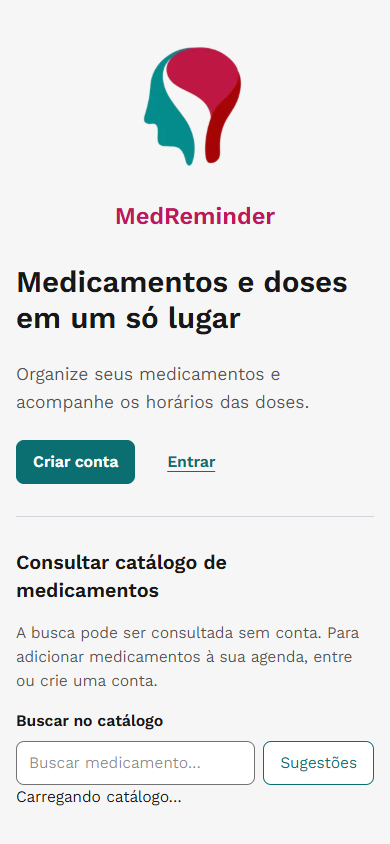 MedReminder
Medicamentos e doses
em um só lugar
Organize seus medicamentos e
acompanhe os horários das doses.
Criar conta
Entrar
Consultar catálogo de
medicamentos
A busca pode ser consultada sem conta. Para
adicionar medicamentos à sua agenda, entre
ou crie uma conta.
Buscar no catálogo
Buscar medicamento...
Sugestões
Carregando catálogo...